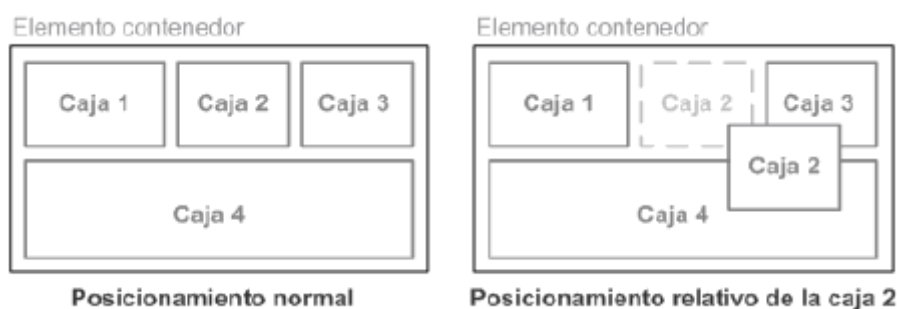 Elemento contenedor
Caja 1 Caja 2 Caja 3
Caja 4
Posicionamiento normal
Elemento contenedor
Caja 1 Caja 2 Caja 3
Caja 2
Caja 4
Posicionamiento relativo de la caja 2